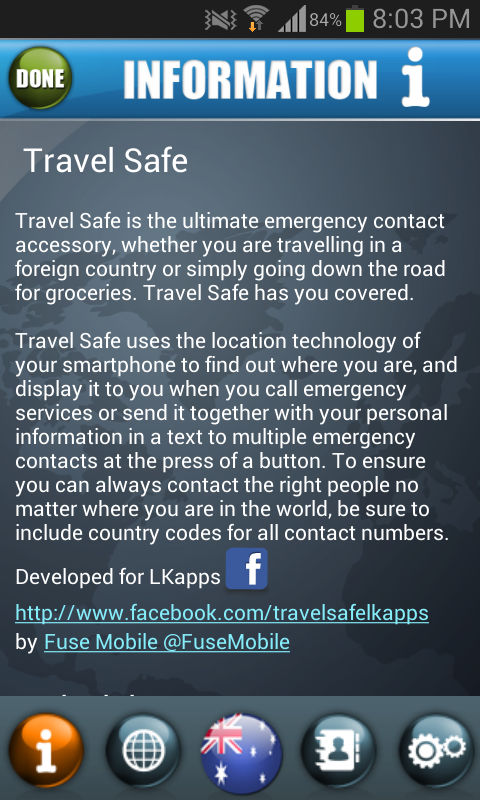 84% 8:03 PM
DONE INFORMATION i
Travel Safe
Travel Safe is the ultimate emergency contact
accessory, whether you are travelling in a
foreign country or simply going down the road
for groceries. Travel Safe has you covered.
Travel Safe uses the location technology of
your smartphone to find out where you are, and
display it to you when you call emergency
services or send it together with your personal
information in a text to multiple emergency
contacts at the press of a button. To ensure
you can always contact the right people no
matter where you are in the world, be sure to
include country codes for all contact numbers.
Developed for LKapps f
http://www.facebook.com/travelsafelkapps
by Fuse Mobile @FuseMobile
i